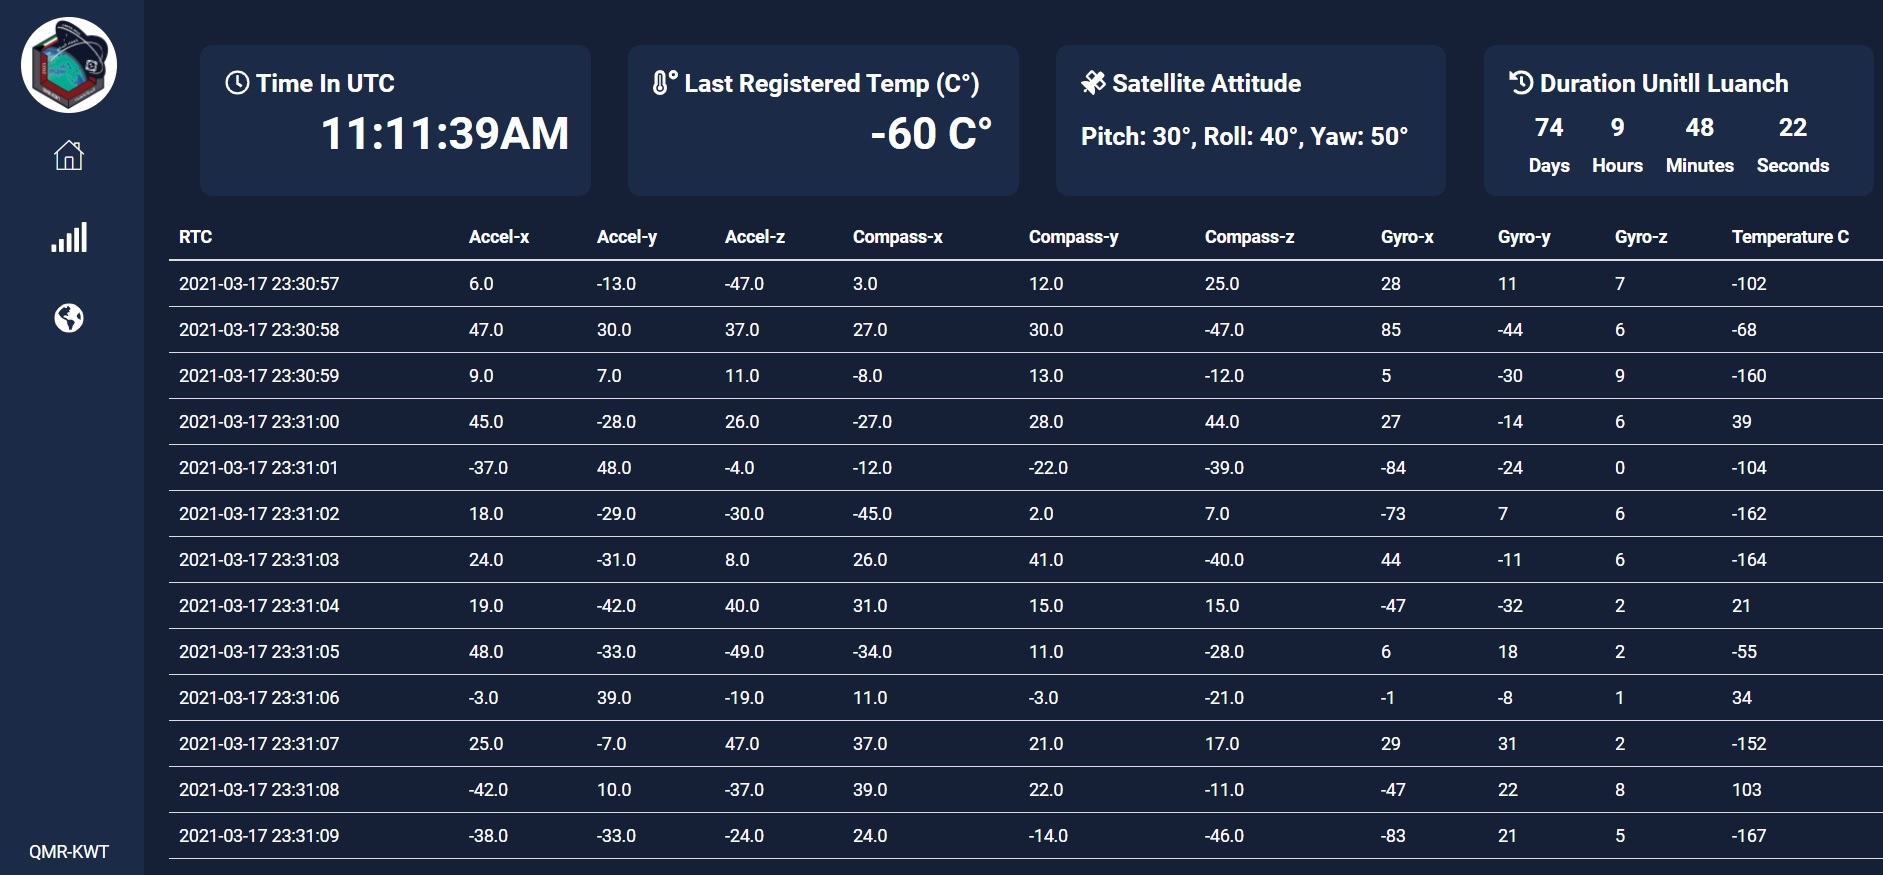 Time In UTC
11:11:39AM
Last Registered Temp (C°)
-60 C°
Satellite Attitude
Pitch: 30°, Roll: 40°, Yaw: 50°
Duration Unitll Luanch
74 9 48 22
Days Hours Minutes Seconds
RTC Accel-x Accel-y Accel-z Compass-x Compass-y Compass-z Gyro-x Gyro-y Gyro-z Temperature C
2021-03-17 23:30:57 6.0 -13.0 -47.0 3.0 12.0 25.0 28 11 7 -102
2021-03-17 23:30:58 47.0 30.0 37.0 27.0 30.0 -47.0 85 -44 6 -68
2021-03-17 23:30:59 9.0 7.0 11.0 -8.0 13.0 -12.0 5 -30 9 -160
2021-03-17 23:31:00 45.0 -28.0 26.0 -27.0 28.0 44.0 27 -14 6 39
2021-03-17 23:31:01 -37.0 48.0 -4.0 -12.0 -22.0 -39.0 -84 -24 0 -104
2021-03-17 23:31:02 18.0 -29.0 -30.0 -45.0 2.0 7.0 -73 7 6 -162
2021-03-17 23:31:03 24.0 -31.0 8.0 26.0 41.0 -40.0 44 -11 6 -164
2021-03-17 23:31:04 19.0 -42.0 40.0 31.0 15.0 15.0 -47 -32 2 21
2021-03-17 23:31:05 48.0 -33.0 -49.0 -34.0 11.0 -28.0 6 18 2 -55
2021-03-17 23:31:06 -3.0 39.0 -19.0 11.0 -3.0 -21.0 -1 -8 1 34
2021-03-17 23:31:07 25.0 -7.0 47.0 37.0 21.0 17.0 29 31 2 -152
2021-03-17 23:31:08 -42.0 10.0 -37.0 39.0 22.0 -11.0 -47 22 8 103
2021-03-17 23:31:09 -38.0 -33.0 -24.0 24.0 -14.0 -46.0 -83 21 5 -167
QMR-KWT